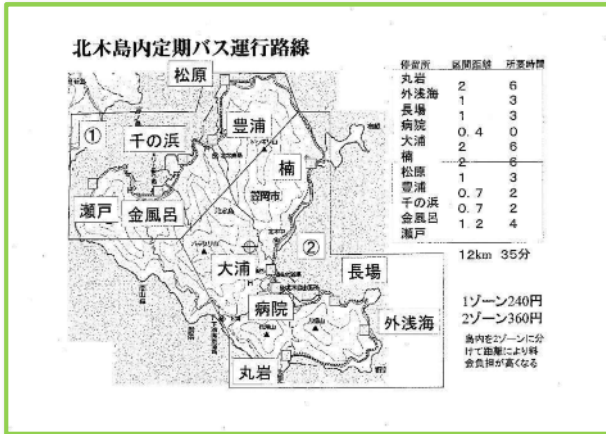 北木島内定期バス運行路線
松原
①
豊浦
千の浜
楠
瀬戸
金風呂
笠岡市
②
大浦
長場
病院
外浅海
丸岩
停留所 区間距離 所要時間
丸岩
2 6
外浅海
1 3
長場
1 3
病院
0.4 0
大浦
2 6
楠
2 6
松原
1 3
豊浦
0.7 2
千の浜
0.7 2
金風呂
1.2 4
瀬戸
12km 35分
1ゾーン240円
2ゾーン360円
島内を2ゾーンに分
けて距離により料
金負担が高くなる